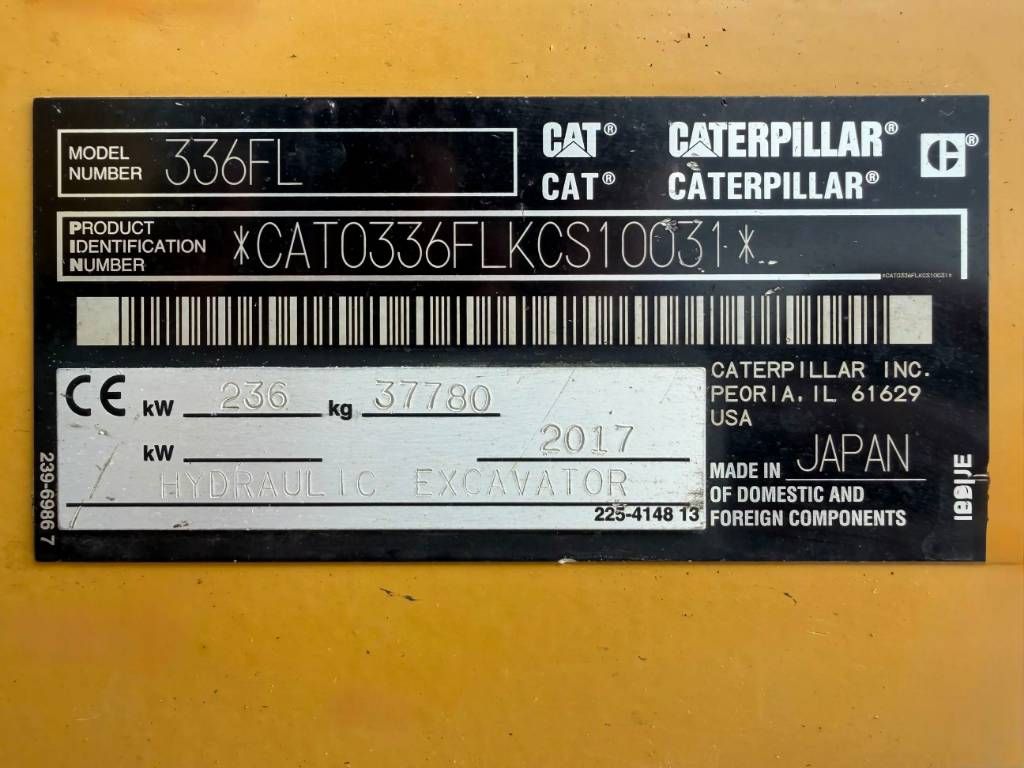 MODEL NUMBER 336FL
CAT® CATERPILLAR® C®
CAT® CATERPILLAR®
PRODUCT IDENTIFICATION NUMBER *CAT0336FLKCS10031*
*CAT0336FLKCS10031*
CE kW 236 kg 37780
kW 2017
HYDRAULIC EXCAVATOR
225-4148 13
CATERPILLAR INC.
PEORIA, IL 61629
USA
MADE IN JAPAN
OF DOMESTIC AND
FOREIGN COMPONENTS
239-6986 7